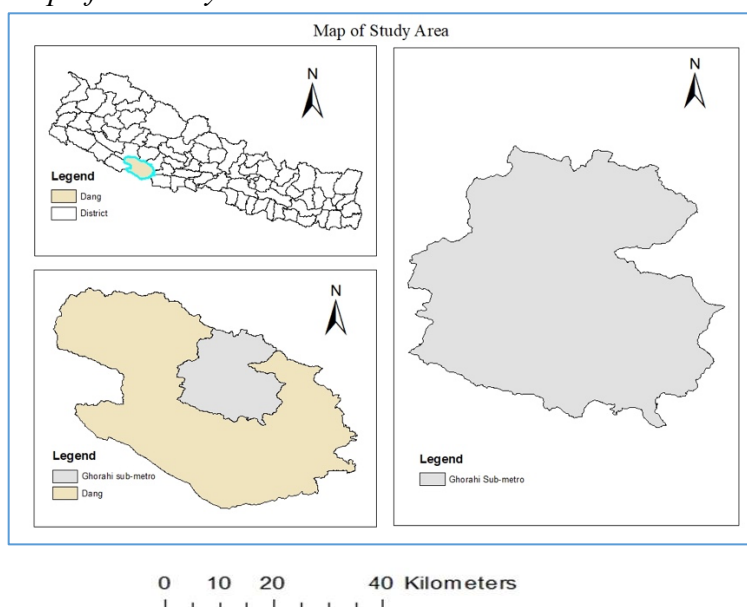 Map of Study Area
N
Legend
Dang
District
N
Legend
Ghorahi sub-metro
Dang
N
Legend
Ghorahi Sub-metro
0 10 20 40 Kilometers